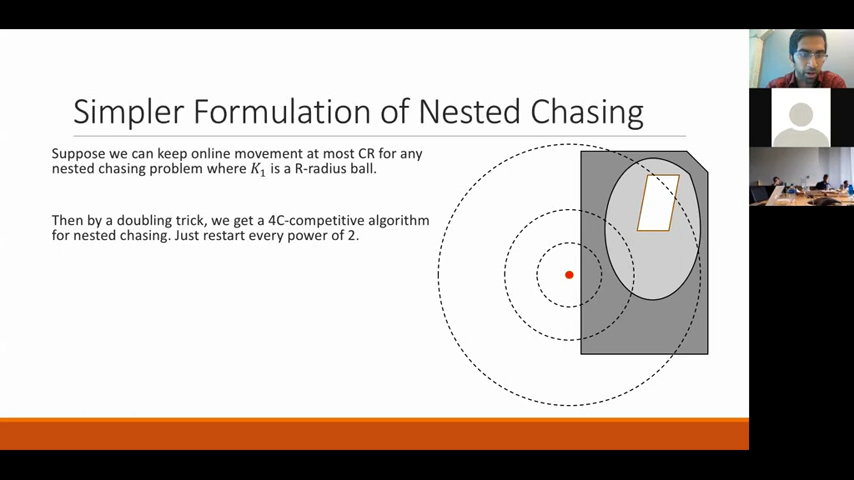 Simpler Formulation of Nested Chasing
Suppose we can keep online movement at most CR for any
nested chasing problem where K₁ is a R-radius ball.
Then by a doubling trick, we get a 4C-competitive algorithm
for nested chasing. Just restart every power of 2.